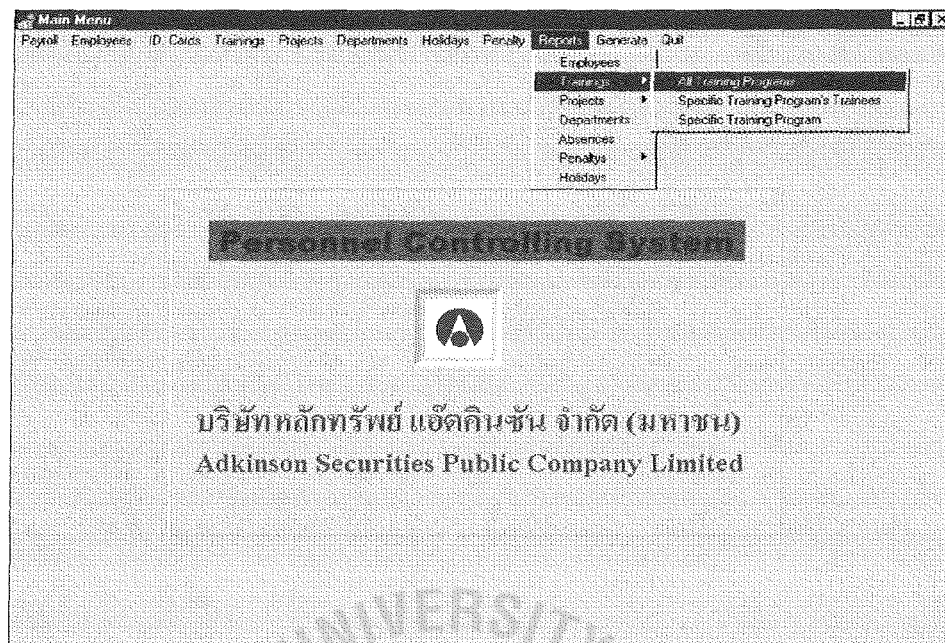 Main Menu
Payroll Employees ID. Cards Trainings Projects Departments Holidays Penalty Reports Generate Quit
Employees
Trainings
All Training Programs
Projects
Specific Training Program's Trainees
Departments
Specific Training Program
Absences
Penaltys
Holidays
Personnel Controlling System
บริษัทหลักทรัพย์ แอ๊ดคินซัน จำกัด (มหาชน)
Adkinson Securities Public Company Limited
UNIVERSITY